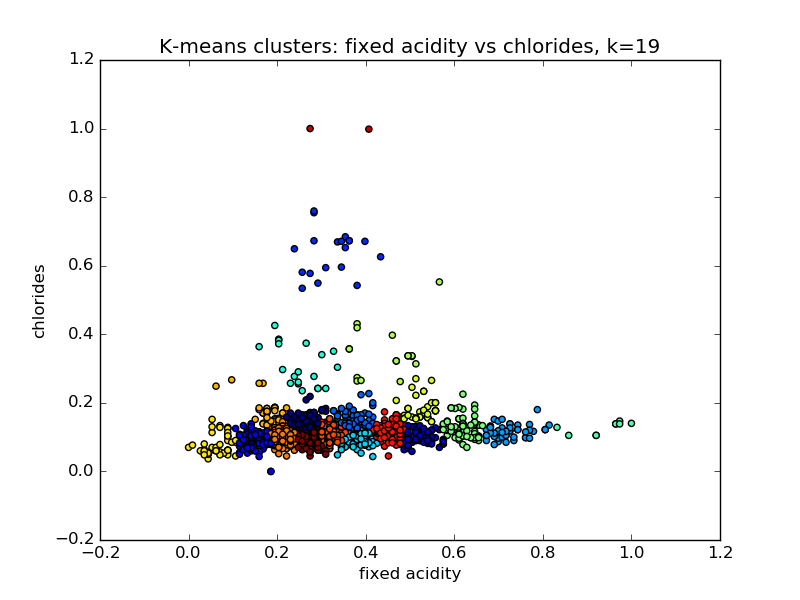 K-means clusters: fixed acidity vs chlorides, k=19
1.2
1.0
0.8
0.6
0.4
0.2
0.0
−0.2
chlorides
−0.2 0.0 0.2 0.4 0.6 0.8 1.0 1.2
fixed acidity